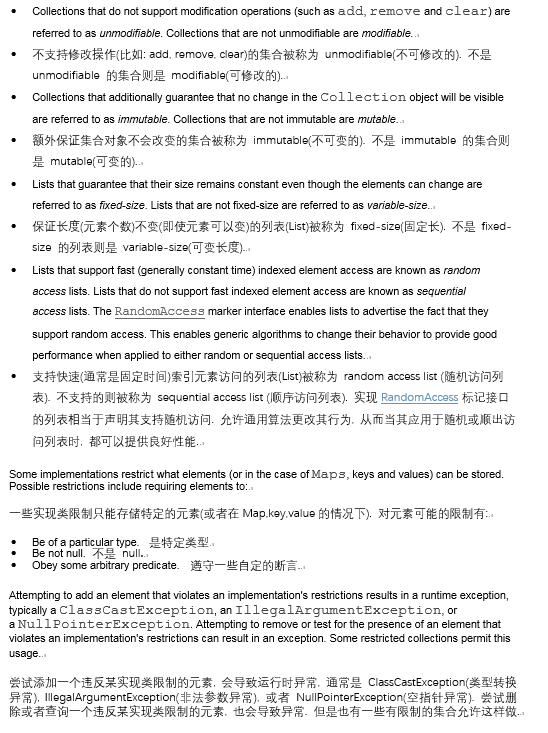 • Collections that do not support modification operations (such as add, remove and clear) are
referred to as unmodifiable. Collections that are not unmodifiable are modifiable..
• 不支持修改操作(比如: add, remove, clear)的集合被称为 unmodifiable(不可修改的). 不是
unmodifiable 的集合则是 modifiable(可修改的)..
• Collections that additionally guarantee that no change in the Collection object will be visible
are referred to as immutable. Collections that are not immutable are mutable..
• 额外保证集合对象不会改变的集合被称为 immutable(不可变的). 不是 immutable 的集合则
是 mutable(可变的)..
• Lists that guarantee that their size remains constant even though the elements can change are
referred to as fixed-size. Lists that are not fixed-size are referred to as variable-size..
• 保证长度(元素个数)不变(即使元素可以变)的列表(List)被称为 fixed-size(固定长). 不是 fixed-
size 的列表则是 variable-size(可变长度)..
• Lists that support fast (generally constant time) indexed element access are known as random
access lists. Lists that do not support fast indexed element access are known as sequential
access lists. The RandomAccess marker interface enables lists to advertise the fact that they
support random access. This enables generic algorithms to change their behavior to provide good
performance when applied to either random or sequential access lists..
• 支持快速(通常是固定时间)索引元素访问的列表(List)被称为 random access list (随机访问列
表). 不支持的则被称为 sequential access list (顺序访问列表). 实现 RandomAccess 标记接口
的列表相当于声明其支持随机访问. 允许通用算法更改其行为, 从而当其应用于随机或顺出访
问列表时, 都可以提供良好性能..
Some implementations restrict what elements (or in the case of Maps, keys and values) can be stored.
Possible restrictions include requiring elements to:.
一些实现类限制只能存储特定的元素(或者在 Map,key,value 的情况下). 对元素可能的限制有:.
• Be of a particular type. 是特定类型.
• Be not null. 不是 null..
• Obey some arbitrary predicate. 遵守一些自定的断言..
Attempting to add an element that violates an implementation's restrictions results in a runtime exception,
typically a ClassCastException, an IllegalArgumentException, or
a NullPointerException. Attempting to remove or test for the presence of an element that
violates an implementation's restrictions can result in an exception. Some restricted collections permit this
usage..
尝试添加一个违反某实现类限制的元素, 会导致运行时异常, 通常是 ClassCastException(类型转换
异常), IllegalArgumentException(非法参数异常), 或者 NullPointerException(空指针异常). 尝试删
除或者查询一个违反某实现类限制的元素, 也会导致异常, 但是也有一些有限制的集合允许这样做..